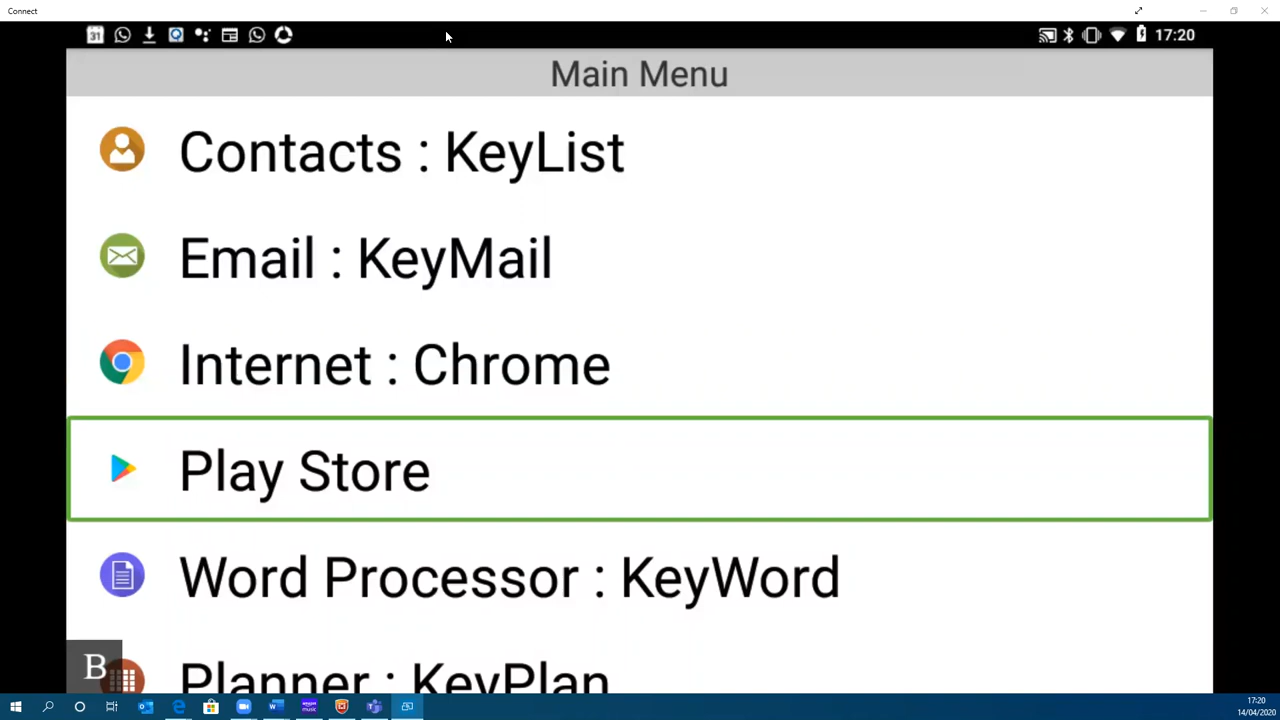 Connect
31
17:20
Main Menu
Contacts : KeyList
Email : KeyMail
Internet : Chrome
Play Store
Word Processor : KeyWord
B
Planner : KeyPlan
17:20
14/04/2020